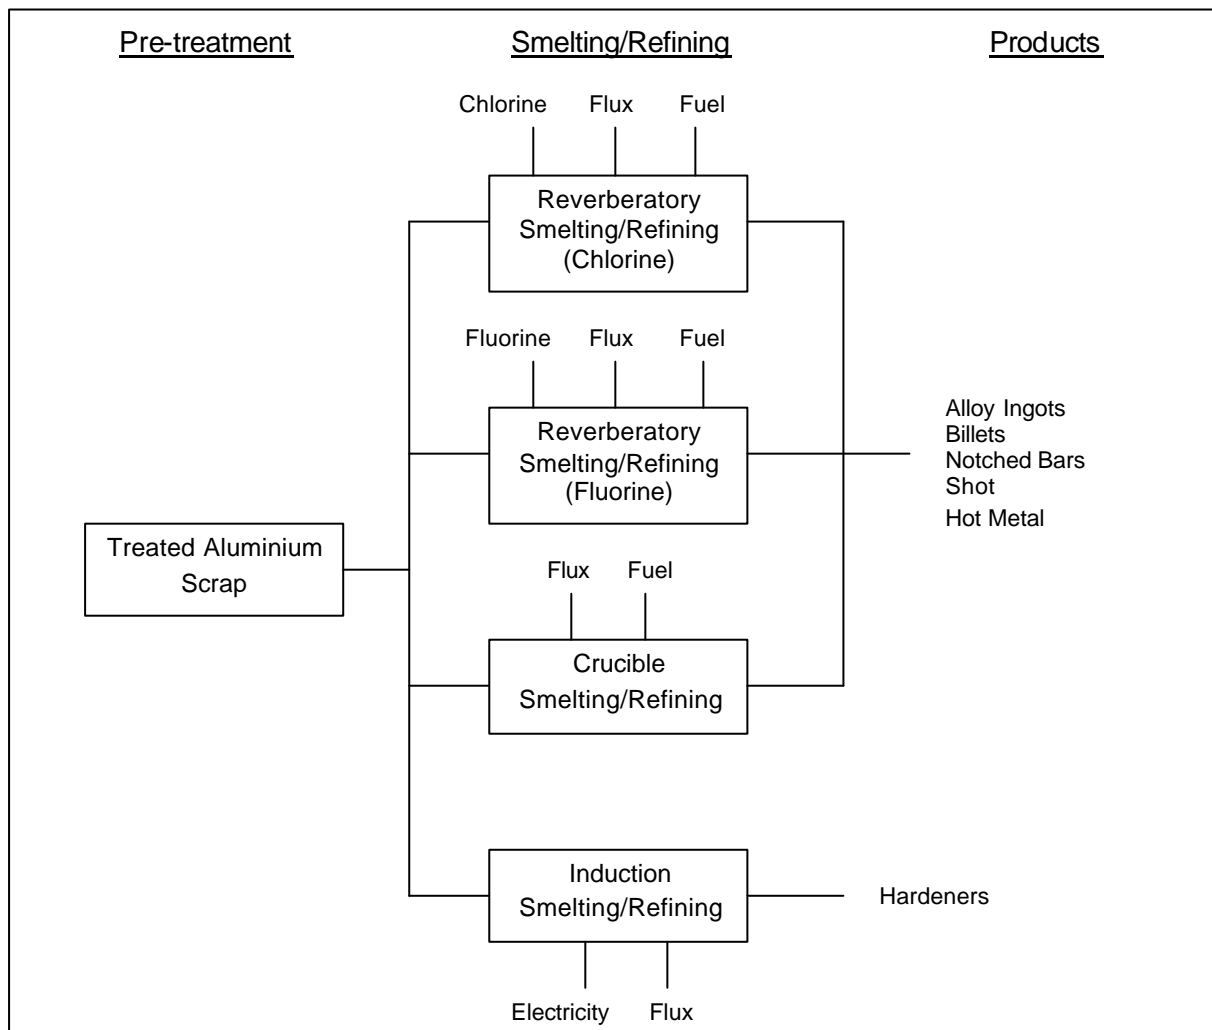 Pre-treatment
Smelting/Refining
Products
Chlorine
Flux
Fuel
Reverberatory
Smelting/Refining
(Chlorine)
Fluorine
Flux
Fuel
Reverberatory
Smelting/Refining
(Fluorine)
Alloy Ingots
Billets
Notched Bars
Shot
Hot Metal
Treated Aluminium
Scrap
Flux
Fuel
Crucible
Smelting/Refining
Induction
Smelting/Refining
Hardeners
Electricity
Flux